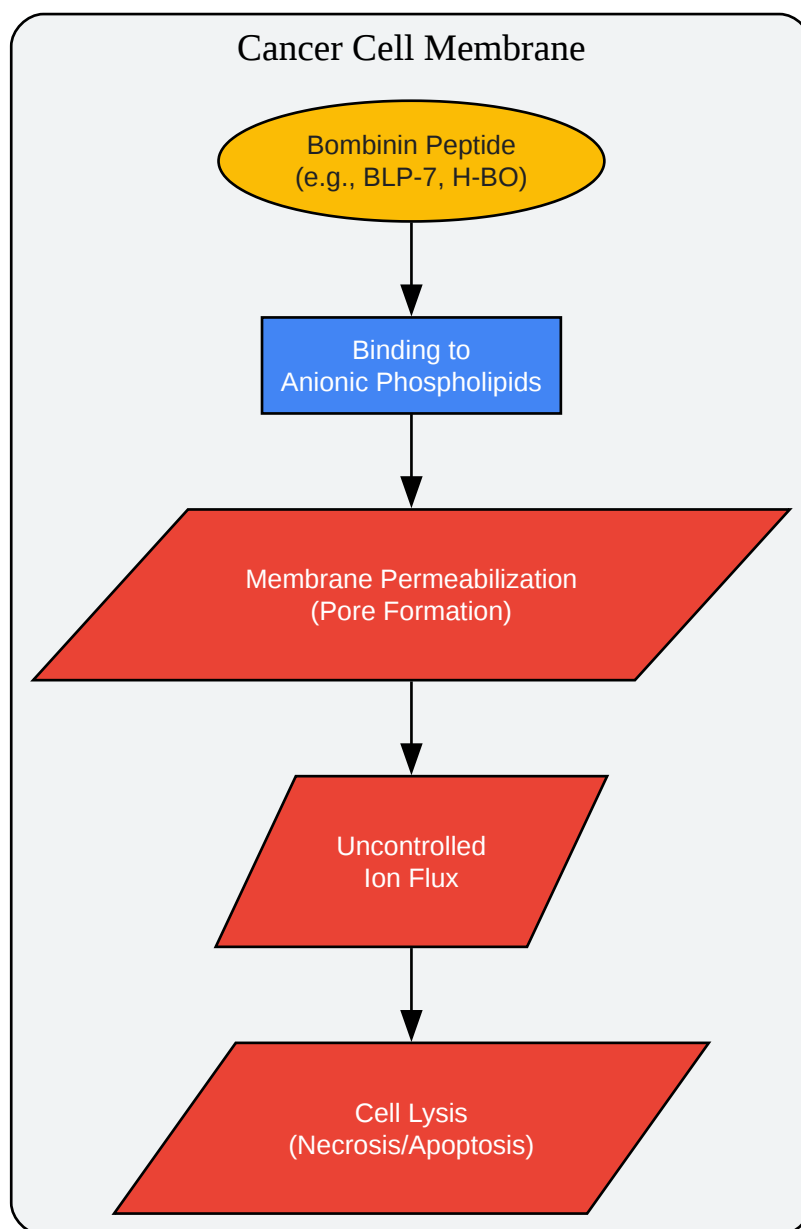 Cancer Cell Membrane
Bombinin Peptide
(e.g., BLP-7, H-BO)
Binding to
Anionic Phospholipids
Membrane Permeabilization
(Pore Formation)
Uncontrolled
Ion Flux
Cell Lysis
(Necrosis/Apoptosis)